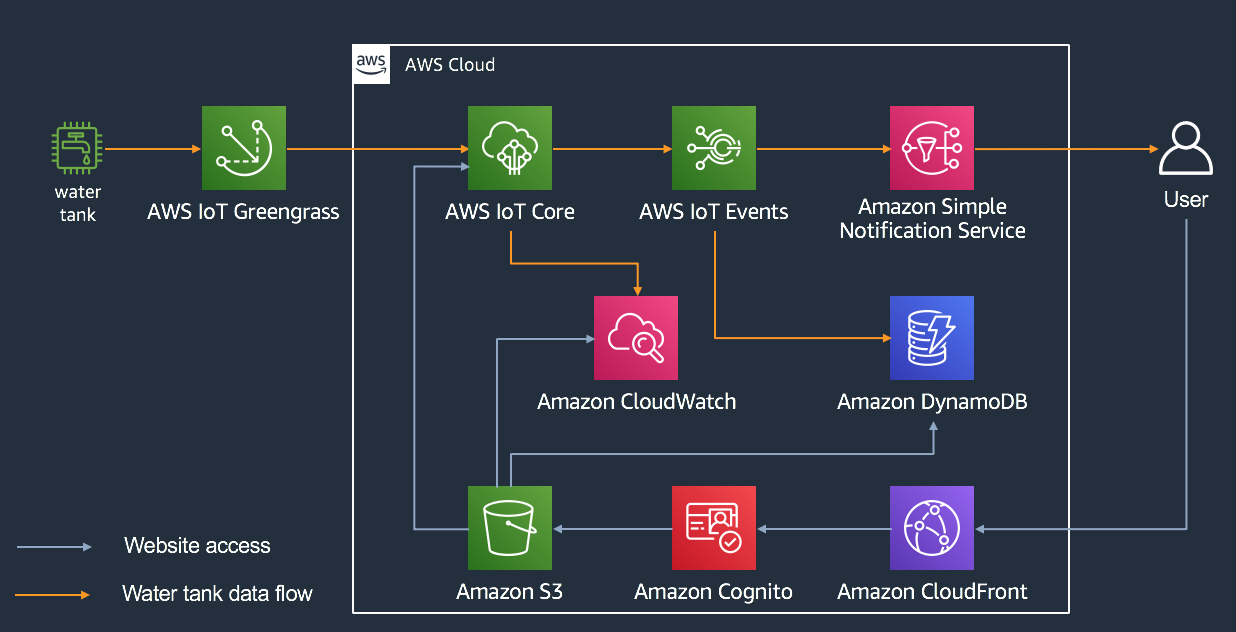 aws
AWS Cloud
water
tank
AWS IoT Greengrass
AWS IoT Core
AWS IoT Events
Amazon Simple
Notification Service
User
Amazon CloudWatch
Amazon DynamoDB
Website access
Water tank data flow
Amazon S3
Amazon Cognito
Amazon CloudFront